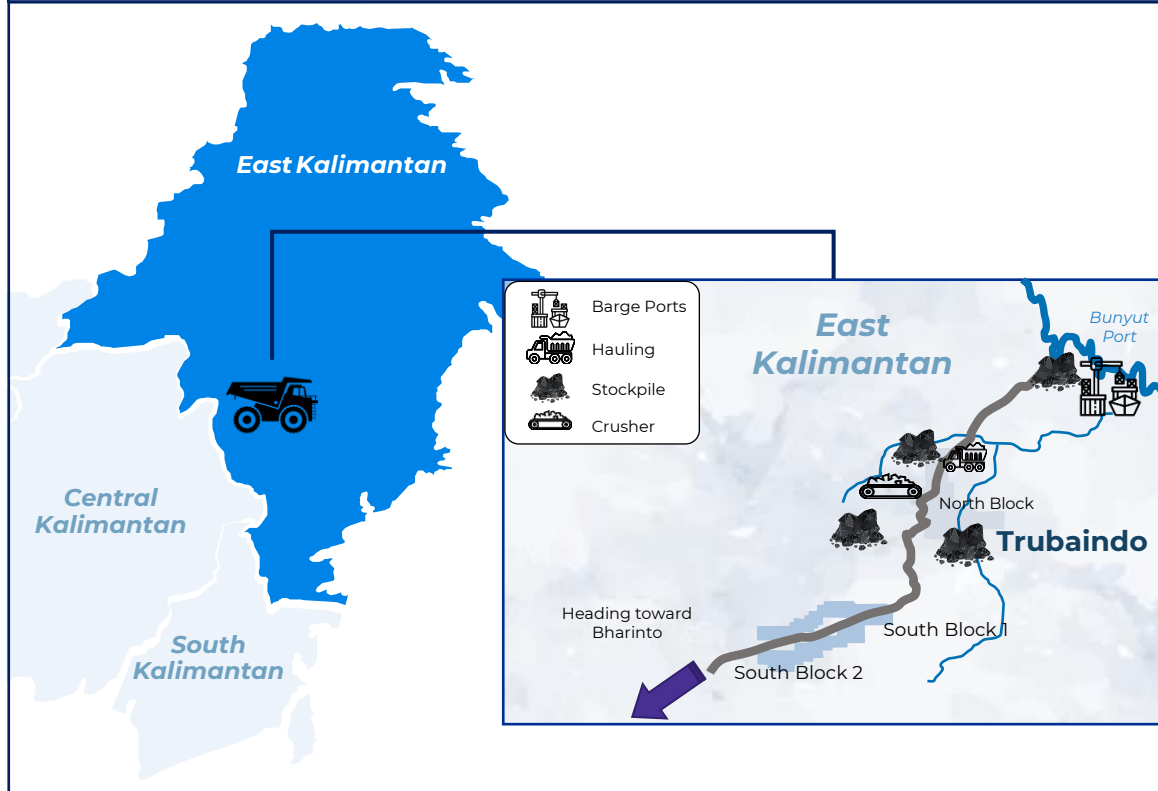 East Kalimantan
Central
Kalimantan
South
Kalimantan
Barge Ports
Hauling
Stockpile
Crusher
East
Kalimantan
Bunyut
Port
North Block
Trubaindo
Heading toward
Bharinto
South Block 1
South Block 2